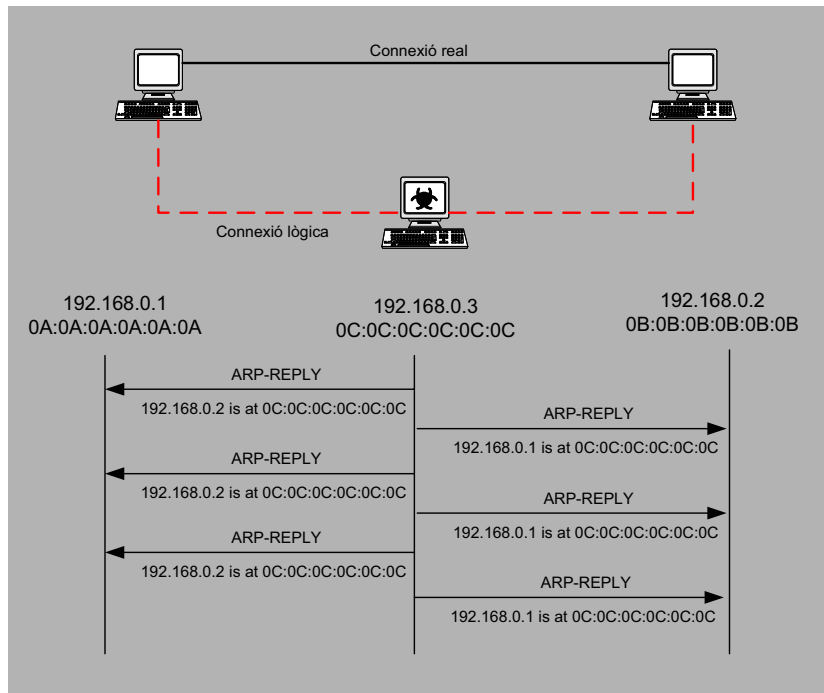 Connexió real
Connexió lògica
192.168.0.1
0A:0A:0A:0A:0A:0A
192.168.0.3
0C:0C:0C:0C:0C:0C
192.168.0.2
0B:0B:0B:0B:0B:0B
ARP-REPLY
192.168.0.2 is at 0C:0C:0C:0C:0C:0C
ARP-REPLY
192.168.0.1 is at 0C:0C:0C:0C:0C:0C
ARP-REPLY
192.168.0.2 is at 0C:0C:0C:0C:0C:0C
ARP-REPLY
192.168.0.1 is at 0C:0C:0C:0C:0C:0C
ARP-REPLY
192.168.0.2 is at 0C:0C:0C:0C:0C:0C
ARP-REPLY
192.168.0.1 is at 0C:0C:0C:0C:0C:0C